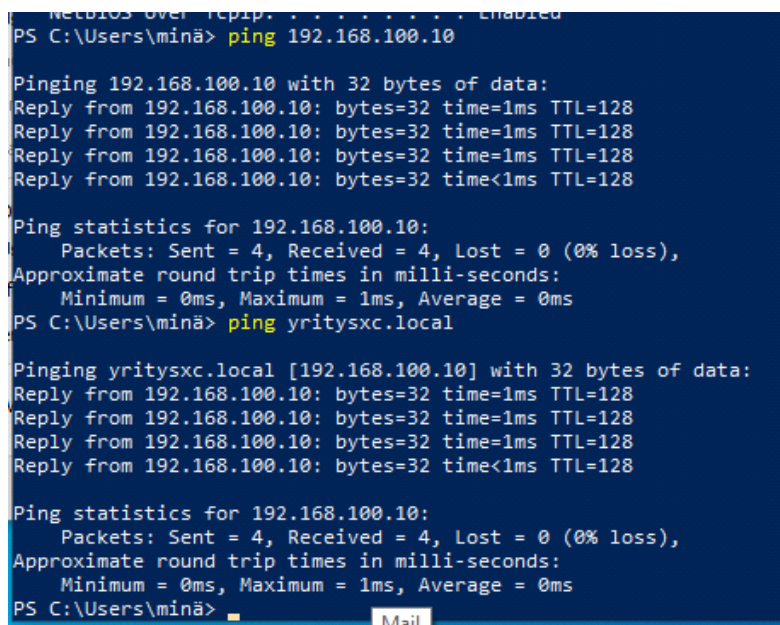 NetBIOS over Tcpip. . . . . . . . : Enabled
PS C:\Users\minä> ping 192.168.100.10
Pinging 192.168.100.10 with 32 bytes of data:
Reply from 192.168.100.10: bytes=32 time=1ms TTL=128
Reply from 192.168.100.10: bytes=32 time=1ms TTL=128
Reply from 192.168.100.10: bytes=32 time=1ms TTL=128
Reply from 192.168.100.10: bytes=32 time<1ms TTL=128
Ping statistics for 192.168.100.10:
Packets: Sent = 4, Received = 4, Lost = 0 (0% loss),
Approximate round trip times in milli-seconds:
Minimum = 0ms, Maximum = 1ms, Average = 0ms
PS C:\Users\minä> ping yritysxc.local
Pinging yritysxc.local [192.168.100.10] with 32 bytes of data:
Reply from 192.168.100.10: bytes=32 time=1ms TTL=128
Reply from 192.168.100.10: bytes=32 time=1ms TTL=128
Reply from 192.168.100.10: bytes=32 time=1ms TTL=128
Reply from 192.168.100.10: bytes=32 time<1ms TTL=128
Ping statistics for 192.168.100.10:
Packets: Sent = 4, Received = 4, Lost = 0 (0% loss),
Approximate round trip times in milli-seconds:
Minimum = 0ms, Maximum = 1ms, Average = 0ms
PS C:\Users\minä> _
Mail